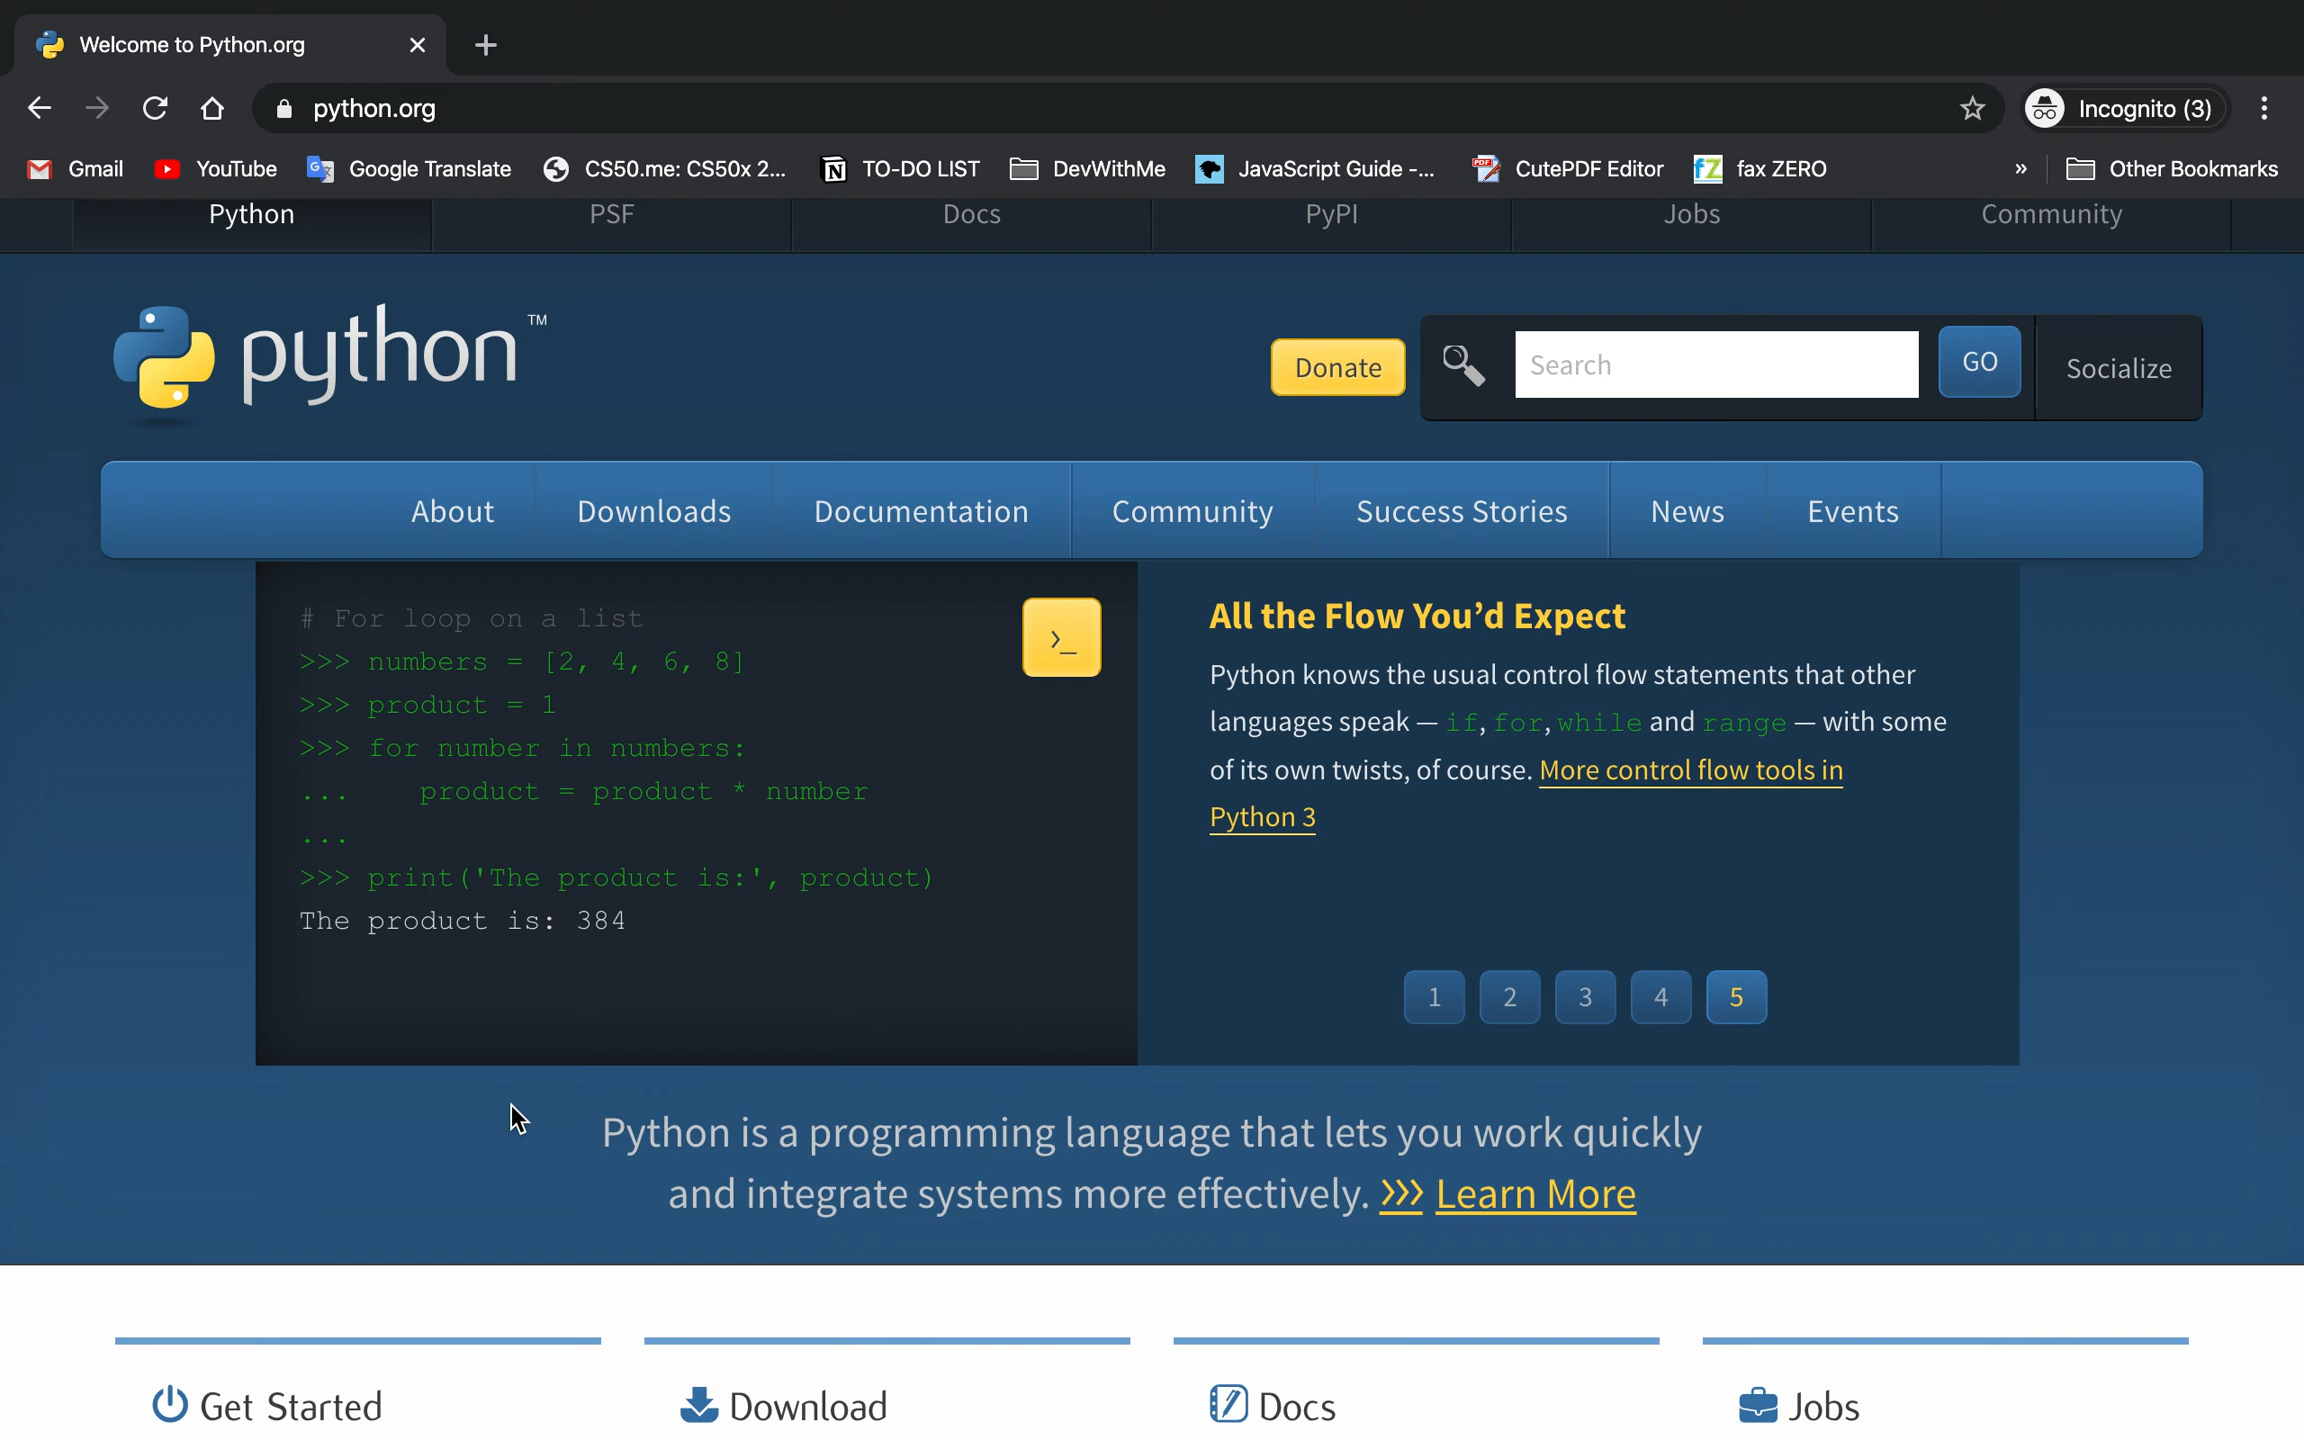 Welcome to Python.org
python.org
Incognito (3)
Gmail YouTube Google Translate CS50.me: CS50x 2... TO-DO LIST DevWithMe JavaScript Guide -... CutePDF Editor fax ZERO » Other Bookmarks
Python PSF Docs PyPI Jobs Community
python™
Donate Search GO Socialize
About Downloads Documentation Community Success Stories News Events
# For loop on a list
>>> numbers = [2, 4, 6, 8]
>>> product = 1
>>> for number in numbers:
...    product = product * number
...
>>> print('The product is:', product)
The product is: 384
>_
All the Flow You’d Expect
Python knows the usual control flow statements that other
languages speak — if, for, while and range — with some
of its own twists, of course. More control flow tools in
Python 3
1 2 3 4 5
Python is a programming language that lets you work quickly
and integrate systems more effectively. >>> Learn More
Get Started Download Docs Jobs